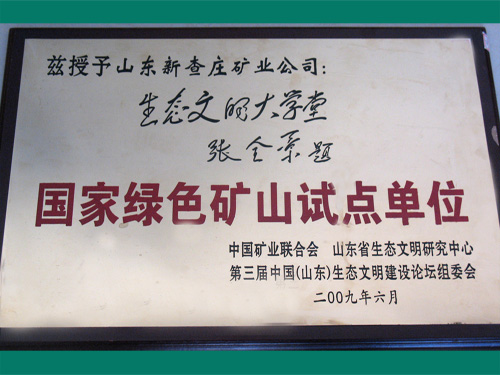 兹授予山东新查庄矿业公司：
生态文明大学堂
张全景题
国家绿色矿山试点单位
中国矿业联合会 山东省生态文明研究中心
第三届中国(山东)生态文明建设论坛组委会
二00九年六月